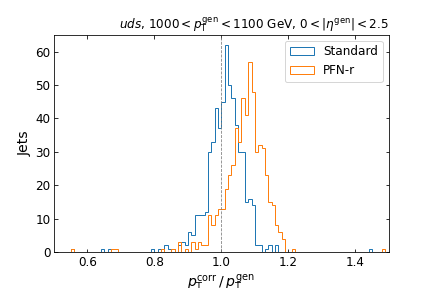 uds, 1000 < p_T^gen < 1100 GeV, 0 < |η^gen| < 2.5
Standard
PFN-r
60
50
40
30
20
10
0
Jets
0.6 0.8 1.0 1.2 1.4
p_T^corr / p_T^gen